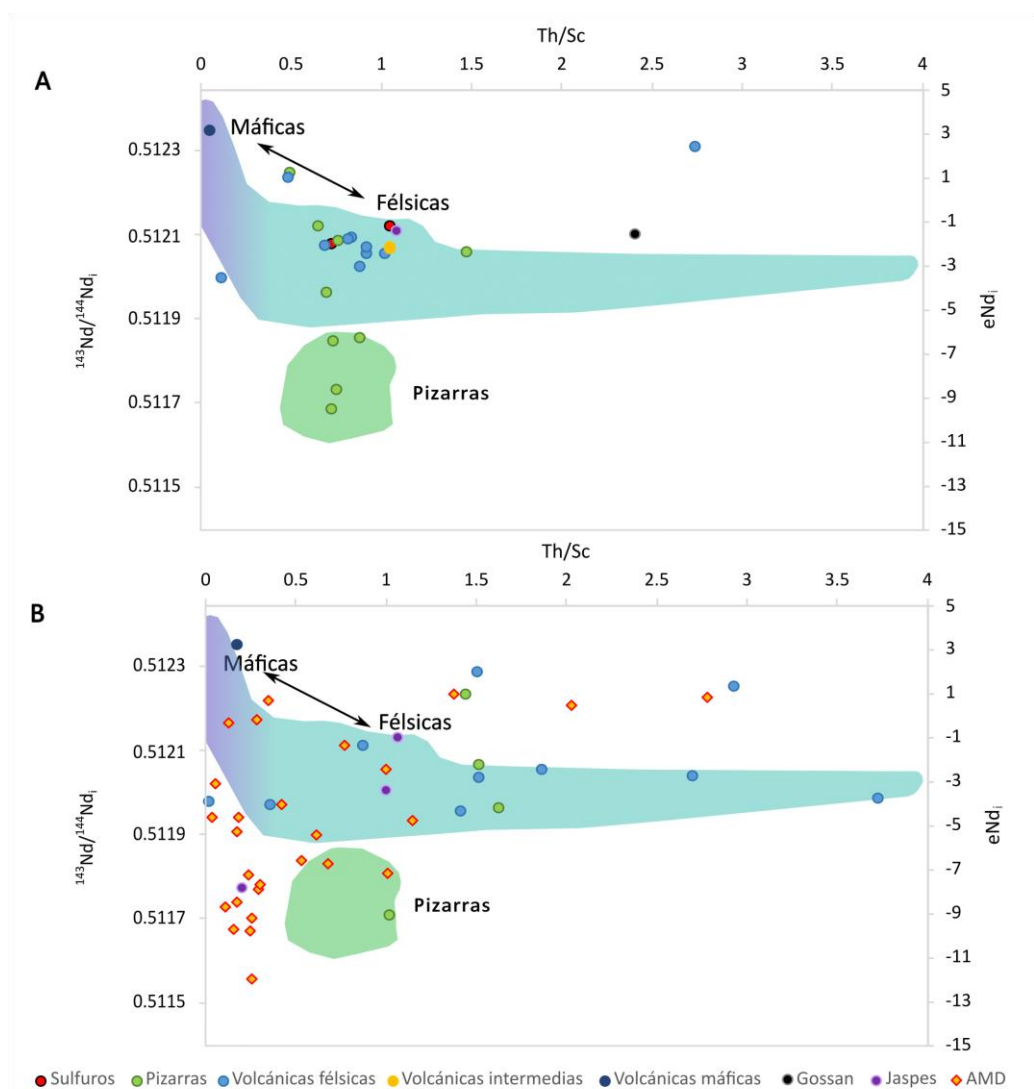 Th/Sc
0 0.5 1 1.5 2 2.5 3 3.5 4
A
5
Máficas
3
0.5123
1
Félsicas
-1
0.5121
-3
-5
0.5119
-7
Pizarras
-9
0.5117
-11
0.5115
-13
-15
¹⁴³Nd/¹⁴⁴Ndᵢ
eNdᵢ
Th/Sc
0 0.5 1 1.5 2 2.5 3 3.5 4
B
5
Máficas
3
0.5123
1
Félsicas
-1
0.5121
-3
-5
0.5119
-7
Pizarras
-9
0.5117
-11
0.5115
-13
-15
¹⁴³Nd/¹⁴⁴Ndᵢ
eNdᵢ
Sulfuros Pizarras Volcánicas félsicas Volcánicas intermedias Volcánicas máficas Gossan Jaspes AMD